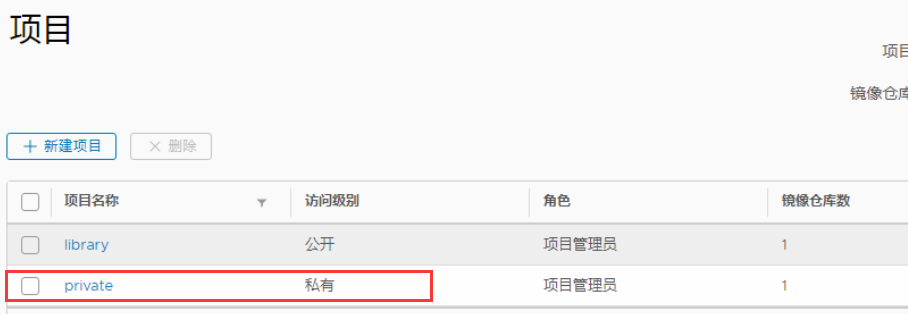 项目
项目
镜像仓库
+ 新建项目 × 删除
项目名称 访问级别 角色 镜像仓库数
library 公开 项目管理员 1
private 私有 项目管理员 1